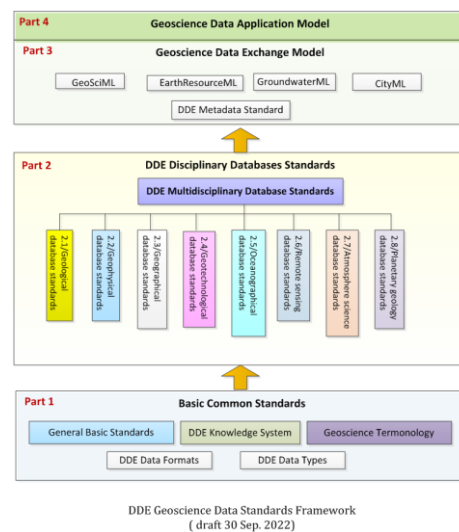 Part 4
Geoscience Data Application Model
Part 3
Geoscience Data Exchange Model
GeoSciML
EarthResourceML
GroundwaterML
CityML
DDE Metadata Standard
Part 2
DDE Disciplinary Databases Standards
DDE Multidisciplinary Database Standards
2.1/Geological
database standards
2.2/Geophysical
database standards
2.3/Geographical
database standards
2.4/Geotechnological
database standards
2.5/Oceanographical
database standards
2.6/Remote sensing
database standards
2.7/Atmosphere science
database standards
2.8/Planetary geology
database standards
Part 1
Basic Common Standards
General Basic Standards
DDE Knowledge System
Geoscience Termonology
DDE Data Formats
DDE Data Types
DDE Geoscience Data Standards Framework
( draft 30 Sep. 2022)